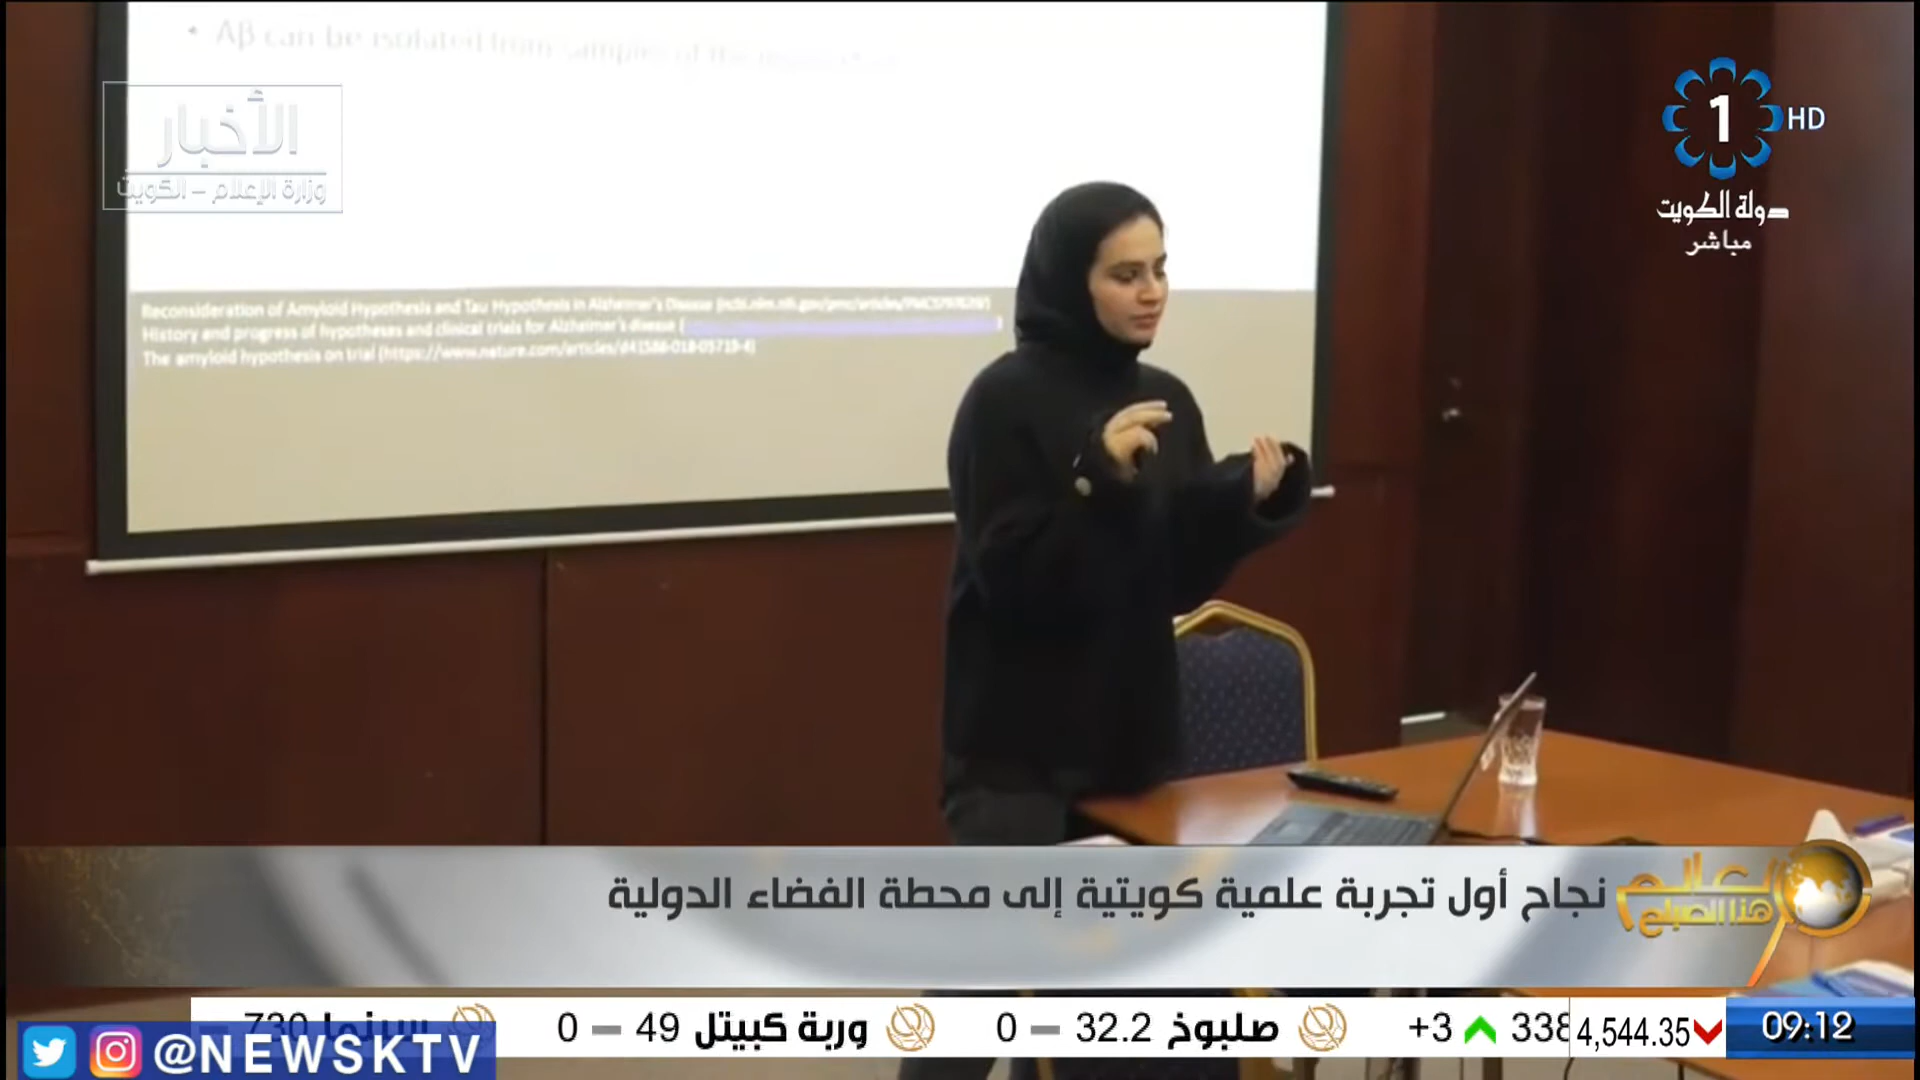 • Aβ can be isolated from samples of the
الأخبار
وزارة الإعلام - الكويت
1 HD
دولة الكويت
مباشر
Reconsideration of Amyloid Hypothesis and Tau Hypothesis in Alzheimer's Disease
History and progress of hypotheses and clinical trials for Alzheimer's disease (
The amyloid hypothesis on trial (https://www.nature.com/articles/d41586-018-05719-4)
نجاح أول تجربة علمية كويتية إلى محطة الفضاء الدولية
عالم
هذا الصباح
730 سينما
0 49 وربة كبيتل
0 32.2 صلبوخ
+3 338
4,544.35
09:12
@NEWSKTV